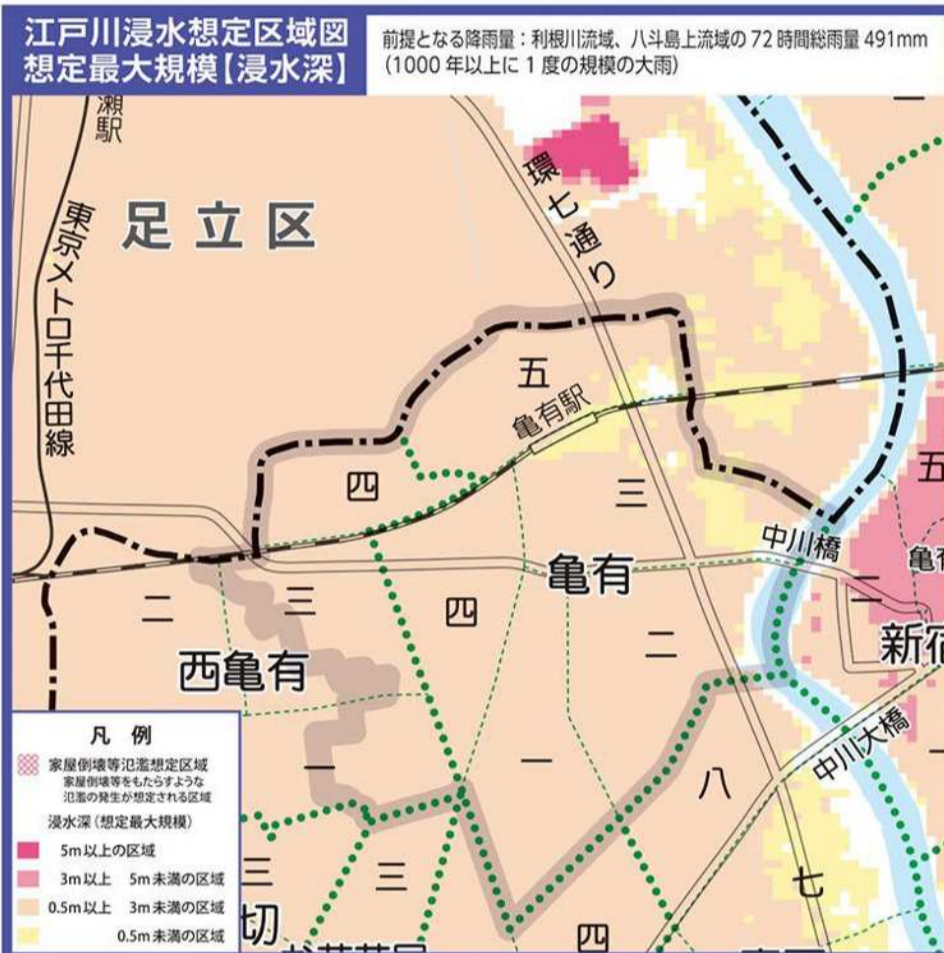 江戸川浸水想定区域図
想定最大規模【浸水深】
前提となる降雨量：利根川流域、八斗島上流域の72時間総雨量 491mm
（1000年以上に1度の規模の大雨）
瀬駅
東京メトロ千代田線
足立区
環七通り
五
亀有駅
四
三
五
中川橋
亀有
亀
二
三
四
二
二
新宿
西亀有
中川大橋
一
一
八
一
三
三
七
切
四
凡例
家屋倒壊等氾濫想定区域
家屋倒壊等をもたらすような
氾濫の発生が想定される区域
浸水深（想定最大規模）
5m以上の区域
3m以上 5m未満の区域
0.5m以上 3m未満の区域
0.5m未満の区域